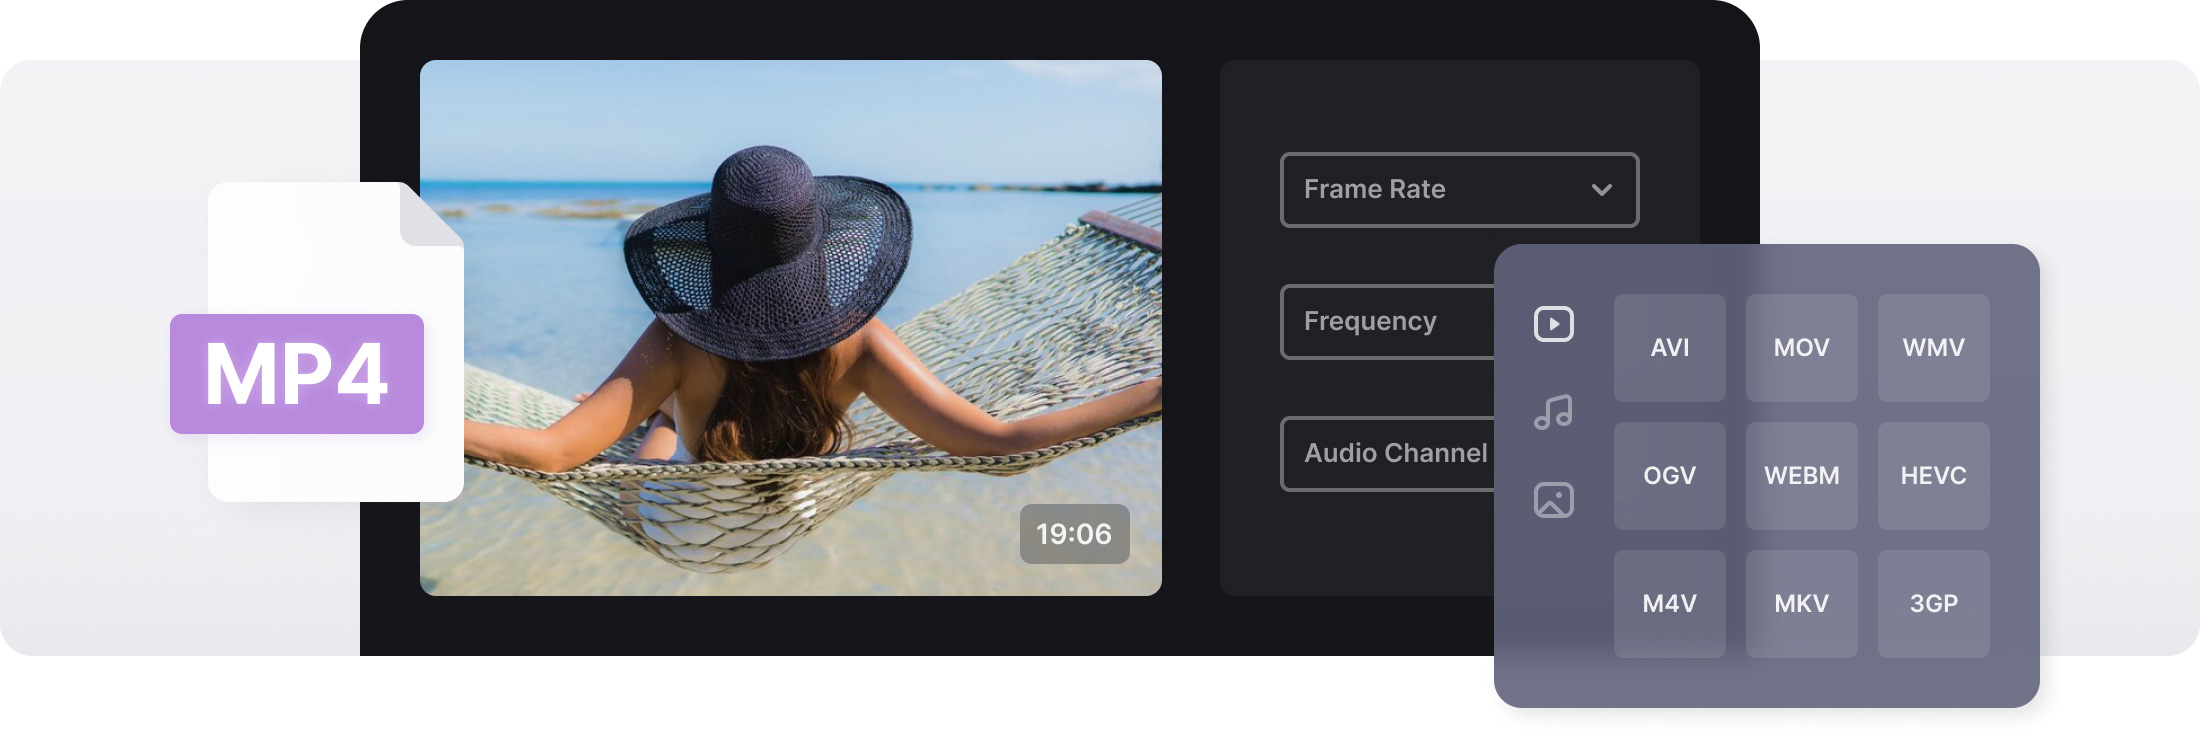 MP4
19:06
Frame Rate
Frequency
Audio Channel
AVI MOV WMV
OGV WEBM HEVC
M4V MKV 3GP